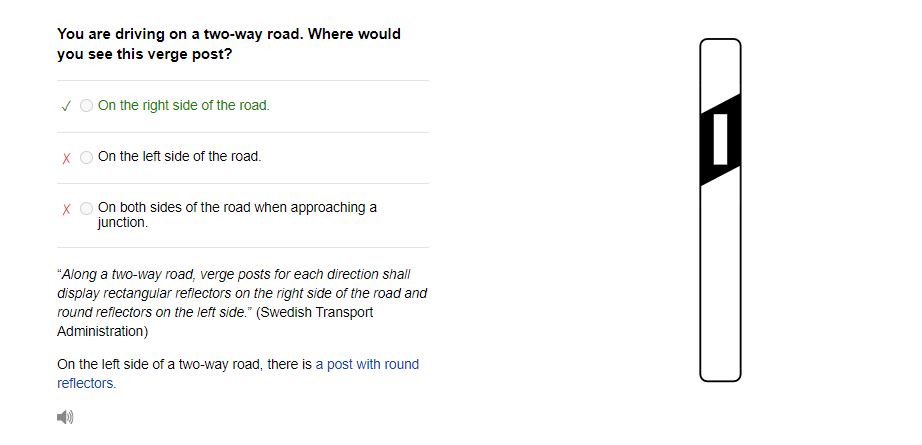 You are driving on a two-way road. Where would
you see this verge post?
✓ On the right side of the road.
X On the left side of the road.
X On both sides of the road when approaching a
junction.
"Along a two-way road, verge posts for each direction shall
display rectangular reflectors on the right side of the road and
round reflectors on the left side." (Swedish Transport
Administration)
On the left side of a two-way road, there is a post with round
reflectors.